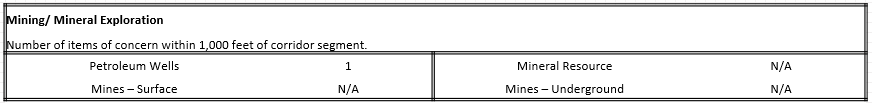 Mining/ Mineral Exploration
Number of items of concern within 1,000 feet of corridor segment.
Petroleum Wells 1 Mineral Resource N/A
Mines – Surface N/A Mines – Underground N/A